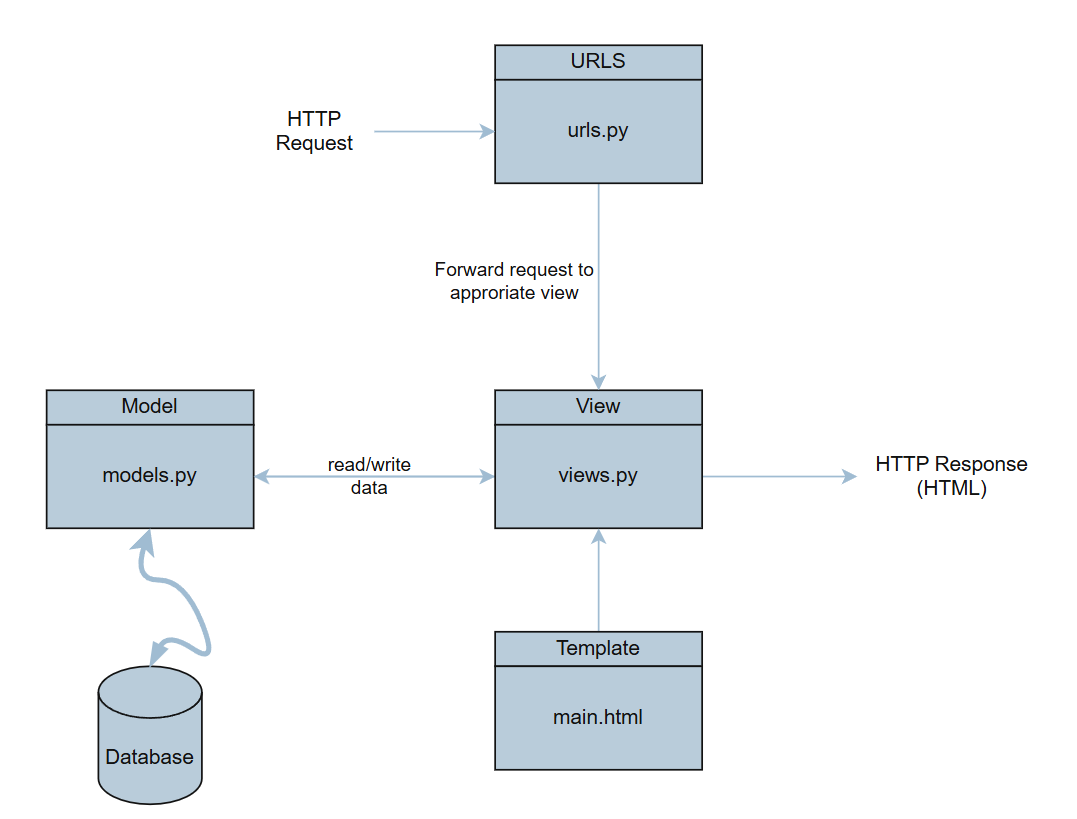 URLS
HTTP
Request
urls.py
Forward request to
approriate view
Model
View
models.py
read/write
data
views.py
HTTP Response
(HTML)
Template
main.html
Database